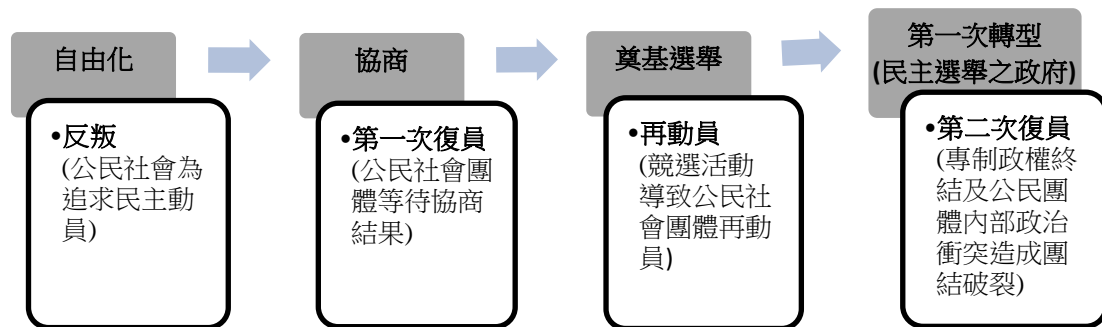 自由化
•反叛
(公民社會為
追求民主動
員)
協商
•第一次復員
(公民社會團
體等待協商
結果)
奠基選舉
•再動員
(競選活動
導致公民社
會團體再動
員)
第一次轉型
(民主選舉之政府)
•第二次復員
(專制政權終
結及公民團
體內部政治
衝突造成團
結破裂)